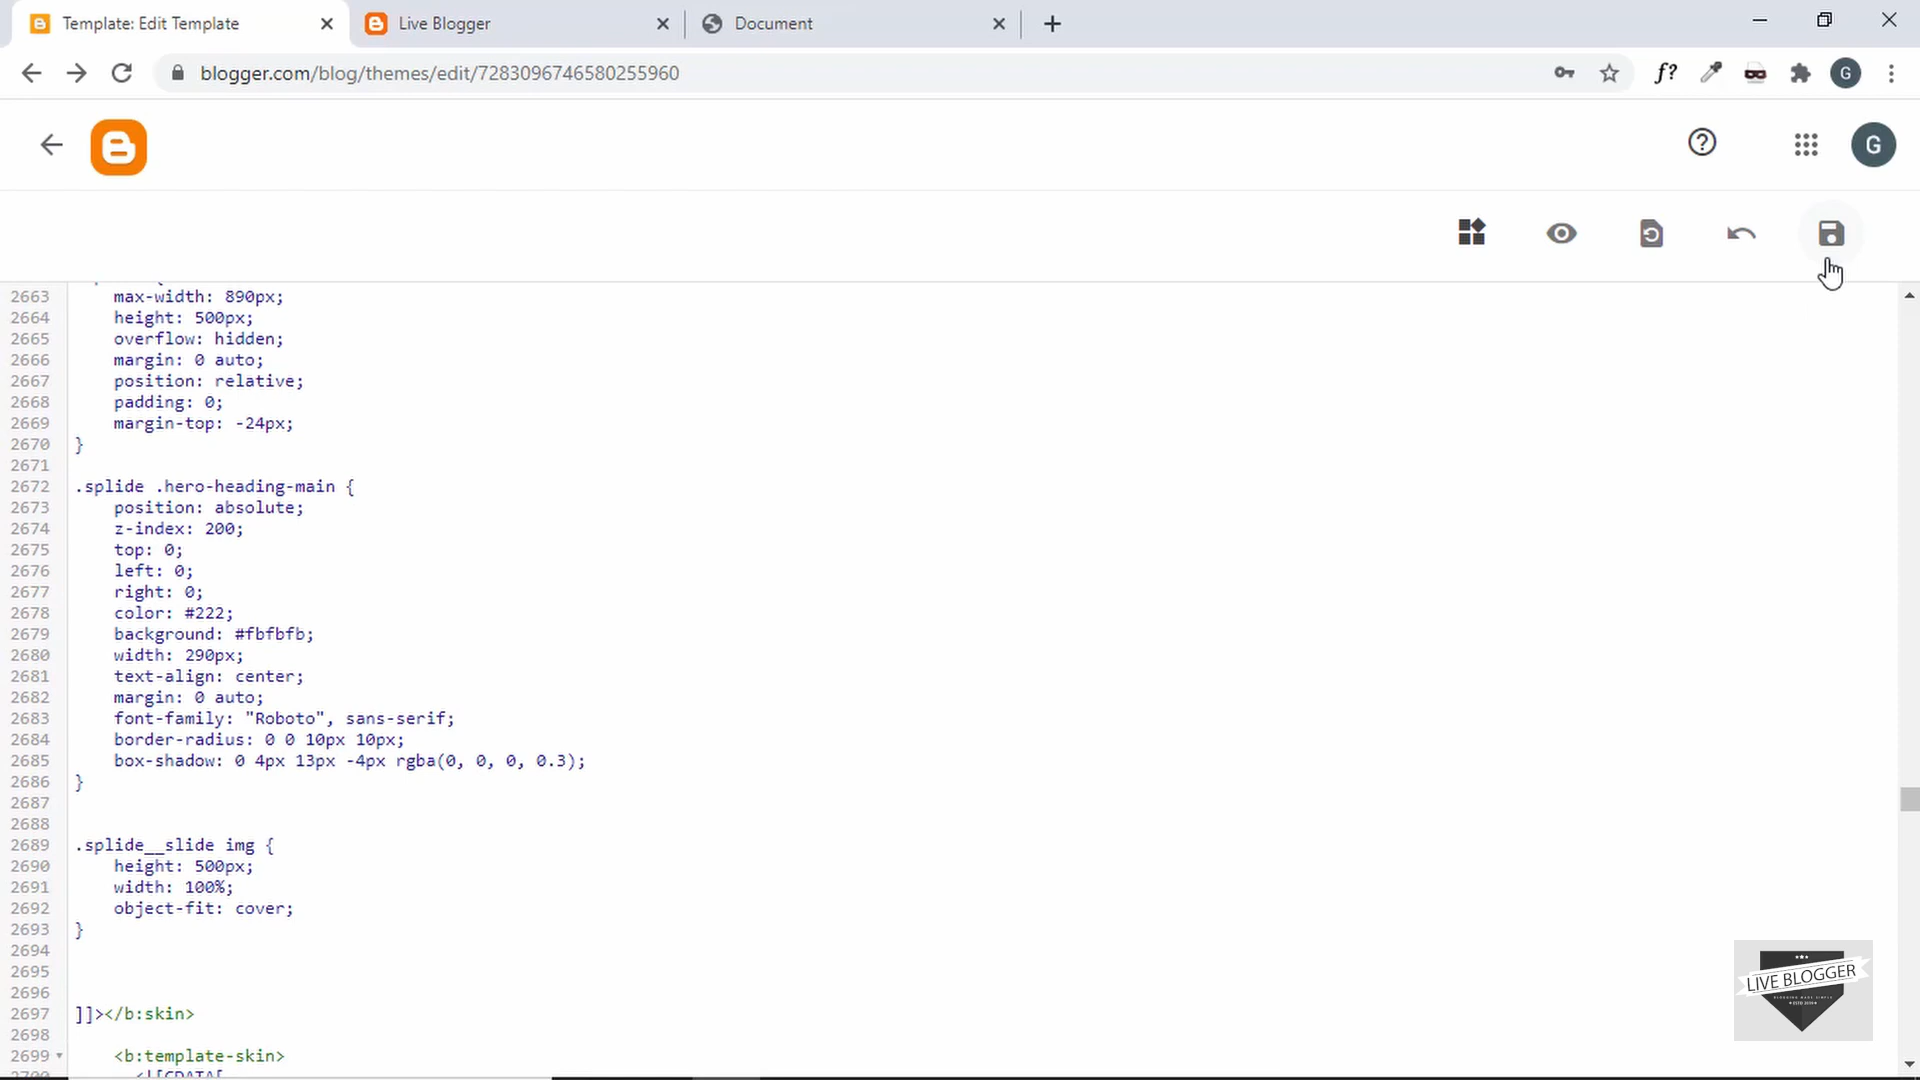 Template: Edit Template
Live Blogger
Document
blogger.com/blog/themes/edit/7283096746580255960
f?
G
G
2663 max-width: 890px;
2664 height: 500px;
2665 overflow: hidden;
2666 margin: 0 auto;
2667 position: relative;
2668 padding: 0;
2669 margin-top: -24px;
2670 }
2671
2672 .splide .hero-heading-main {
2673 position: absolute;
2674 z-index: 200;
2675 top: 0;
2676 left: 0;
2677 right: 0;
2678 color: #222;
2679 background: #fbfbfb;
2680 width: 290px;
2681 text-align: center;
2682 margin: 0 auto;
2683 font-family: "Roboto", sans-serif;
2684 border-radius: 0 0 10px 10px;
2685 box-shadow: 0 4px 13px -4px rgba(0, 0, 0, 0.3);
2686 }
2687
2688
2689 .splide__slide img {
2690 height: 500px;
2691 width: 100%;
2692 object-fit: cover;
2693 }
2694
2695
2696
2697 ]]></b:skin>
2698
2699 <b:template-skin>
2700 <![CDATA[
LIVE BLOGGER